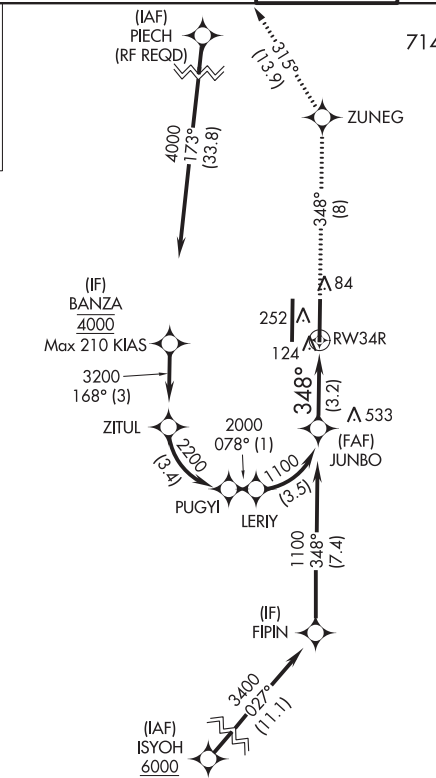 (IAF)
PIECH
(RF REQD)
714
315°
(13.9)
ZUNEG
4000
173°
(33.8)
348°
(8)
84
(IF)
BANZA
4000
Max 210 KIAS
252
124
RW34R
3200
168° (3)
348°
(3.2)
533
ZITUL
2200
(3.4)
2000
078° (1)
1100
(3.5)
(FAF)
JUNBO
PUGYI
LERIY
1100
348°
(7.4)
(IF)
FIPIN
3400
027°
(11.1)
(IAF)
ISYOH
6000